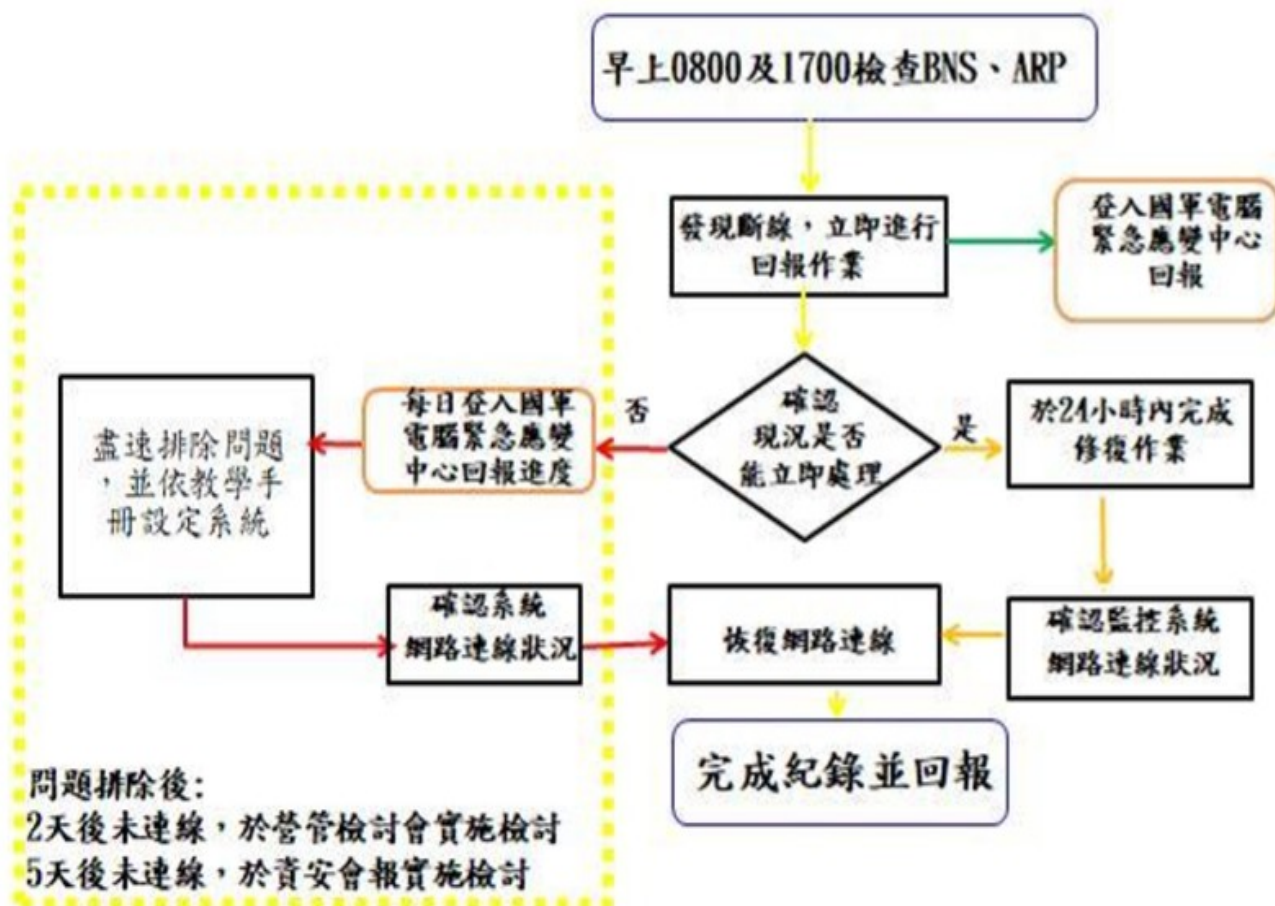 早上0800及1700檢查BNS、ARP
發現斷線，立即進行
回報作業
登入國軍電腦
緊急應變中心
回報
確認
現況是否
能立即處理
否
是
每日登入國軍
電腦緊急應變
中心回報進度
盡速排除問題
，並依教學手
冊設定系統
於24小時內完成
修復作業
確認系統
網路連線狀況
恢復網路連線
確認監控系統
網路連線狀況
完成紀錄並回報
問題排除後:
2天後未連線，於營管檢討會實施檢討
5天後未連線，於資安會報實施檢討